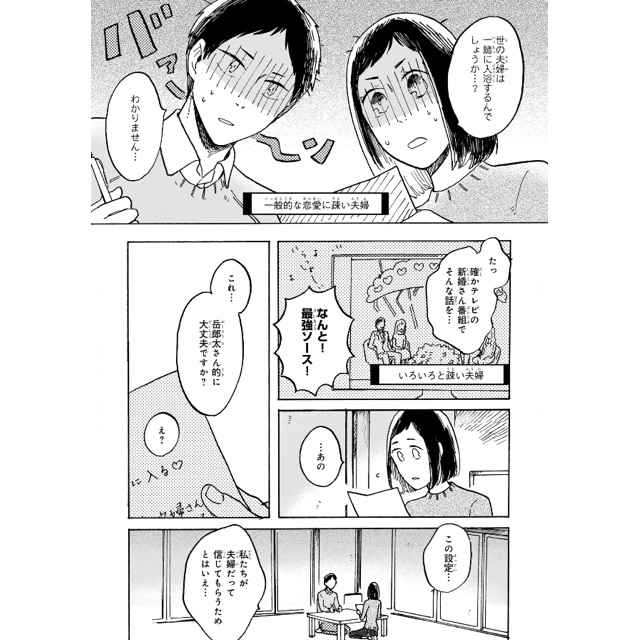 世の夫婦は
一緒に入浴するんで
しょうか…？
バァーン
わかりません…
一般的な恋愛に疎い夫婦
たっ
確かテレビの
新婚さん番組で
そんな話を…
なんと！
最強ソース！
いろいろと疎い夫婦
これ…
岳郎太さん的に
大丈夫ですか？
え？
に入る♡
婦さん
…あの
この設定…
私たちが
夫婦だって
信じてもらうため
とはいえ…